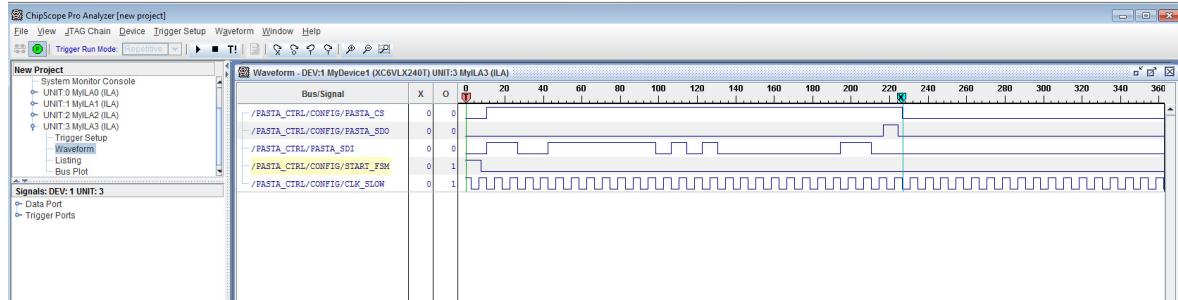 ChipScope Pro Analyzer [new project]
File View JTAG Chain Device Trigger Setup Waveform Window Help
Trigger Run Mode: Repetitive T!
New Project
System Monitor Console
UNIT:0 MyILA0 (ILA)
UNIT:1 MyILA1 (ILA)
UNIT:2 MyILA2 (ILA)
UNIT:3 MyILA3 (ILA)
Trigger Setup
Waveform
Listing
Bus Plot
Signals: DEV: 1 UNIT: 3
Data Port
Trigger Ports
Waveform - DEV:1 MyDevice1 (XC6VLX240T) UNIT:3 MyILA3 (ILA)
Bus/Signal X O 0 20 40 60 80 100 120 140 160 180 200 220 240 260 280 300 320 340 360
T X
/PASTA_CTRL/CONFIG/PASTA_CS 0 0
/PASTA_CTRL/CONFIG/PASTA_SDO 0 0
/PASTA_CTRL/PASTA_SDI 0 0
/PASTA_CTRL/CONFIG/START_FSM 0 1
/PASTA_CTRL/CONFIG/CLK_SLOW 0 1